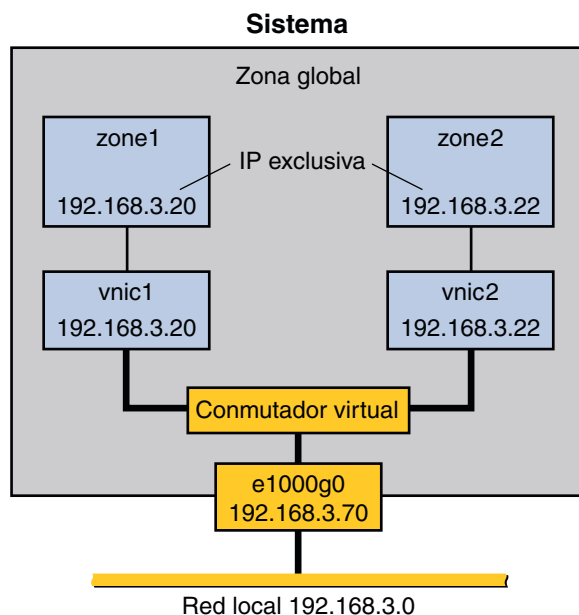 Sistema
Zona global
zone1
zone2
IP exclusiva
192.168.3.20
192.168.3.22
vnic1
192.168.3.20
vnic2
192.168.3.22
Conmutador virtual
e1000g0
192.168.3.70
Red local 192.168.3.0